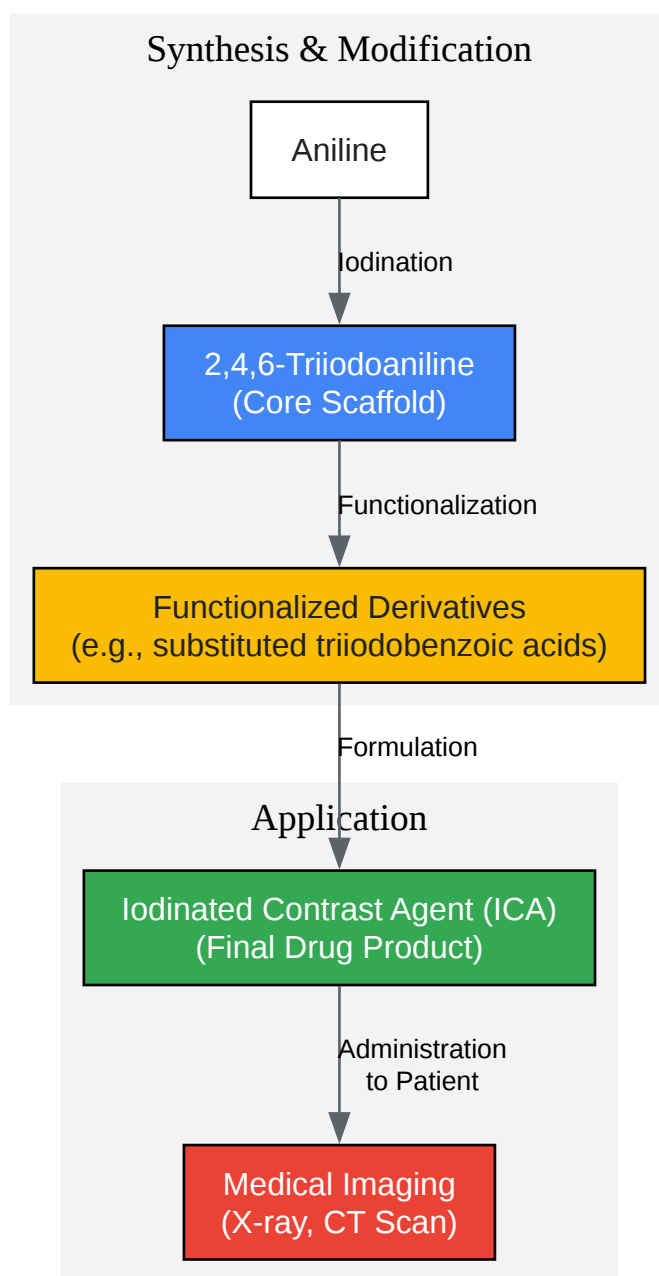 Synthesis & Modification
Aniline
Iodination
2,4,6-Triiodoaniline
(Core Scaffold)
Functionalization
Functionalized Derivatives
(e.g., substituted triiodobenzoic acids)
Formulation
Application
Iodinated Contrast Agent (ICA)
(Final Drug Product)
Administration
to Patient
Medical Imaging
(X-ray, CT Scan)